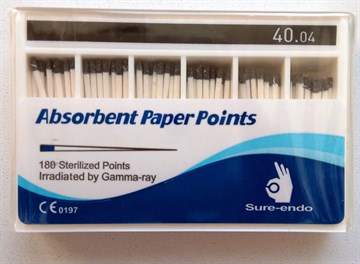 40.04
Absorbent Paper Points
180 Sterilized Points
Irradiated by Gamma-ray
CE 0197
Sure-endo